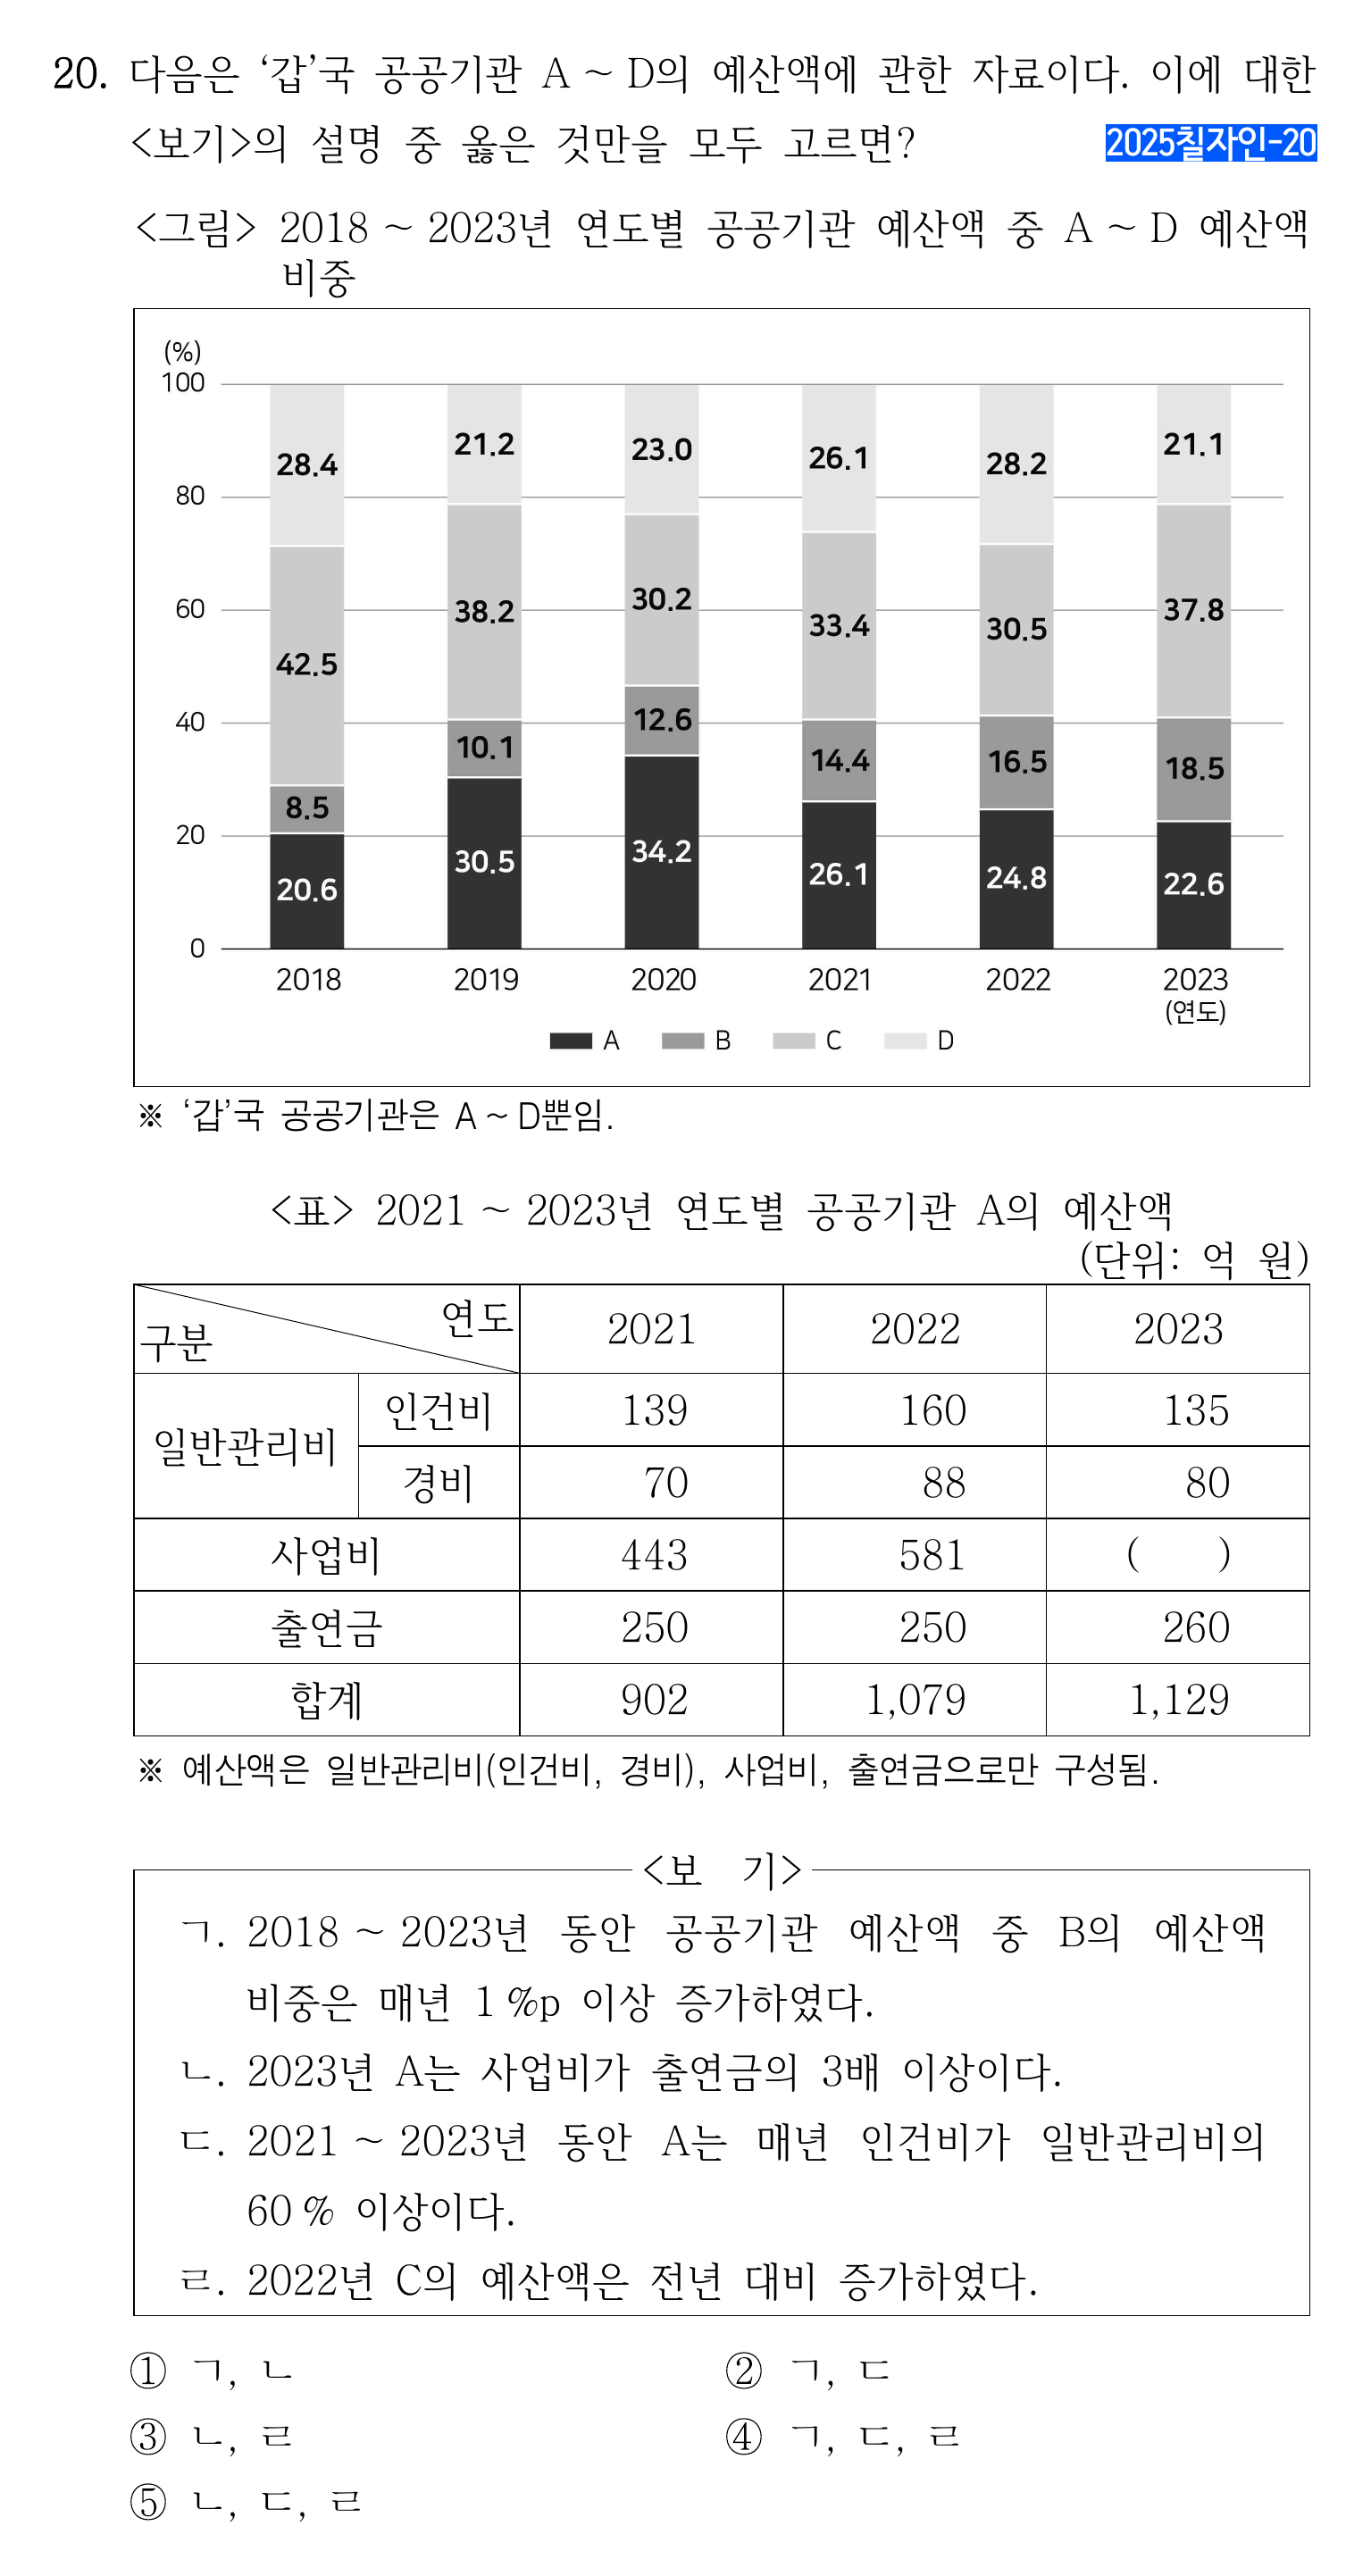 20. 다음은 ‘갑’국 공공기관 A ~ D의 예산액에 관한 자료이다. 이에 대한
<보기>의 설명 중 옳은 것만을 모두 고르면?
2025칠자인-20
<그림> 2018 ~ 2023년 연도별 공공기관 예산액 중 A ~ D 예산액
비중
(%)
100
80
60
40
20
0
28.4 21.2 23.0 26.1 28.2 21.1
42.5 38.2 30.2 33.4 30.5 37.8
8.5 10.1 12.6 14.4 16.5 18.5
20.6 30.5 34.2 26.1 24.8 22.6
2018 2019 2020 2021 2022 2023
(연도)
A B C D
※ ‘갑’국 공공기관은 A ~ D뿐임.
<표> 2021 ~ 2023년 연도별 공공기관 A의 예산액
(단위: 억 원)
구분 연도 2021 2022 2023
일반관리비 인건비 139 160 135
경비 70 88 80
사업비 443 581 ( )
출연금 250 250 260
합계 902 1,079 1,129
※ 예산액은 일반관리비(인건비, 경비), 사업비, 출연금으로만 구성됨.
<보 기>
ㄱ. 2018 ~ 2023년 동안 공공기관 예산액 중 B의 예산액
비중은 매년 1 %p 이상 증가하였다.
ㄴ. 2023년 A는 사업비가 출연금의 3배 이상이다.
ㄷ. 2021 ~ 2023년 동안 A는 매년 인건비가 일반관리비의
60 % 이상이다.
ㄹ. 2022년 C의 예산액은 전년 대비 증가하였다.
① ㄱ, ㄴ
② ㄱ, ㄷ
③ ㄴ, ㄹ
④ ㄱ, ㄷ, ㄹ
⑤ ㄴ, ㄷ, ㄹ